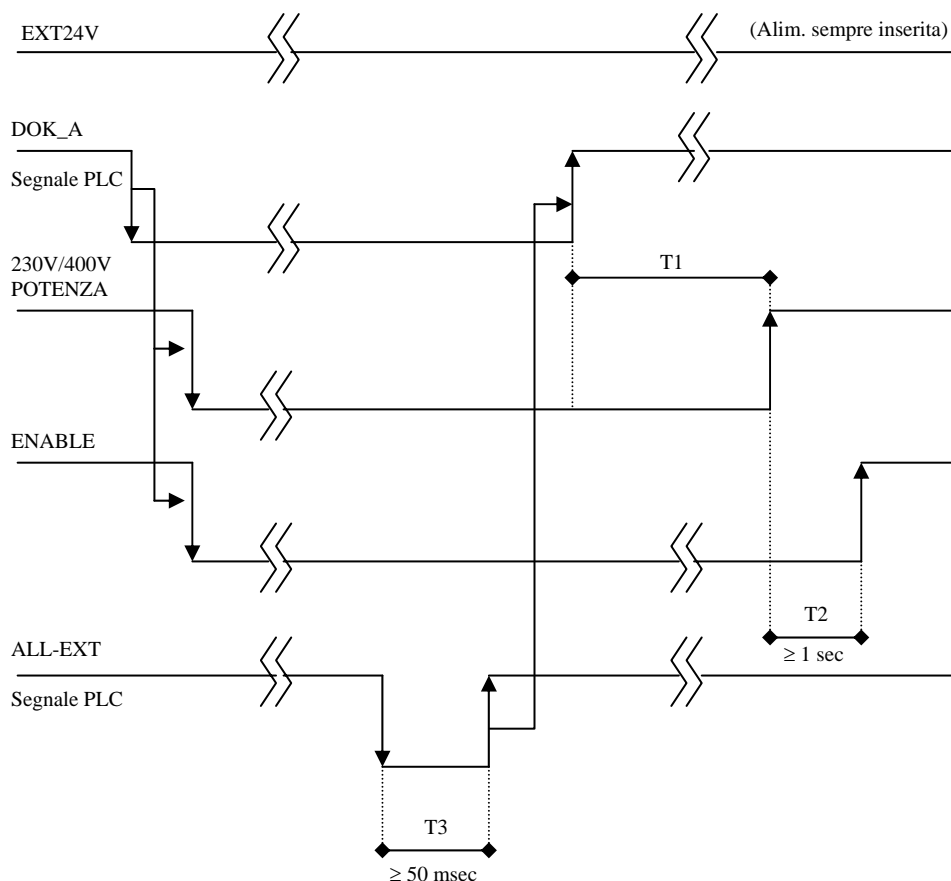 EXT24V
(Alim. sempre inserita)
DOK_A
Segnale PLC
230V/400V
POTENZA
T1
ENABLE
T2
≥ 1 sec
ALL-EXT
Segnale PLC
T3
≥ 50 msec